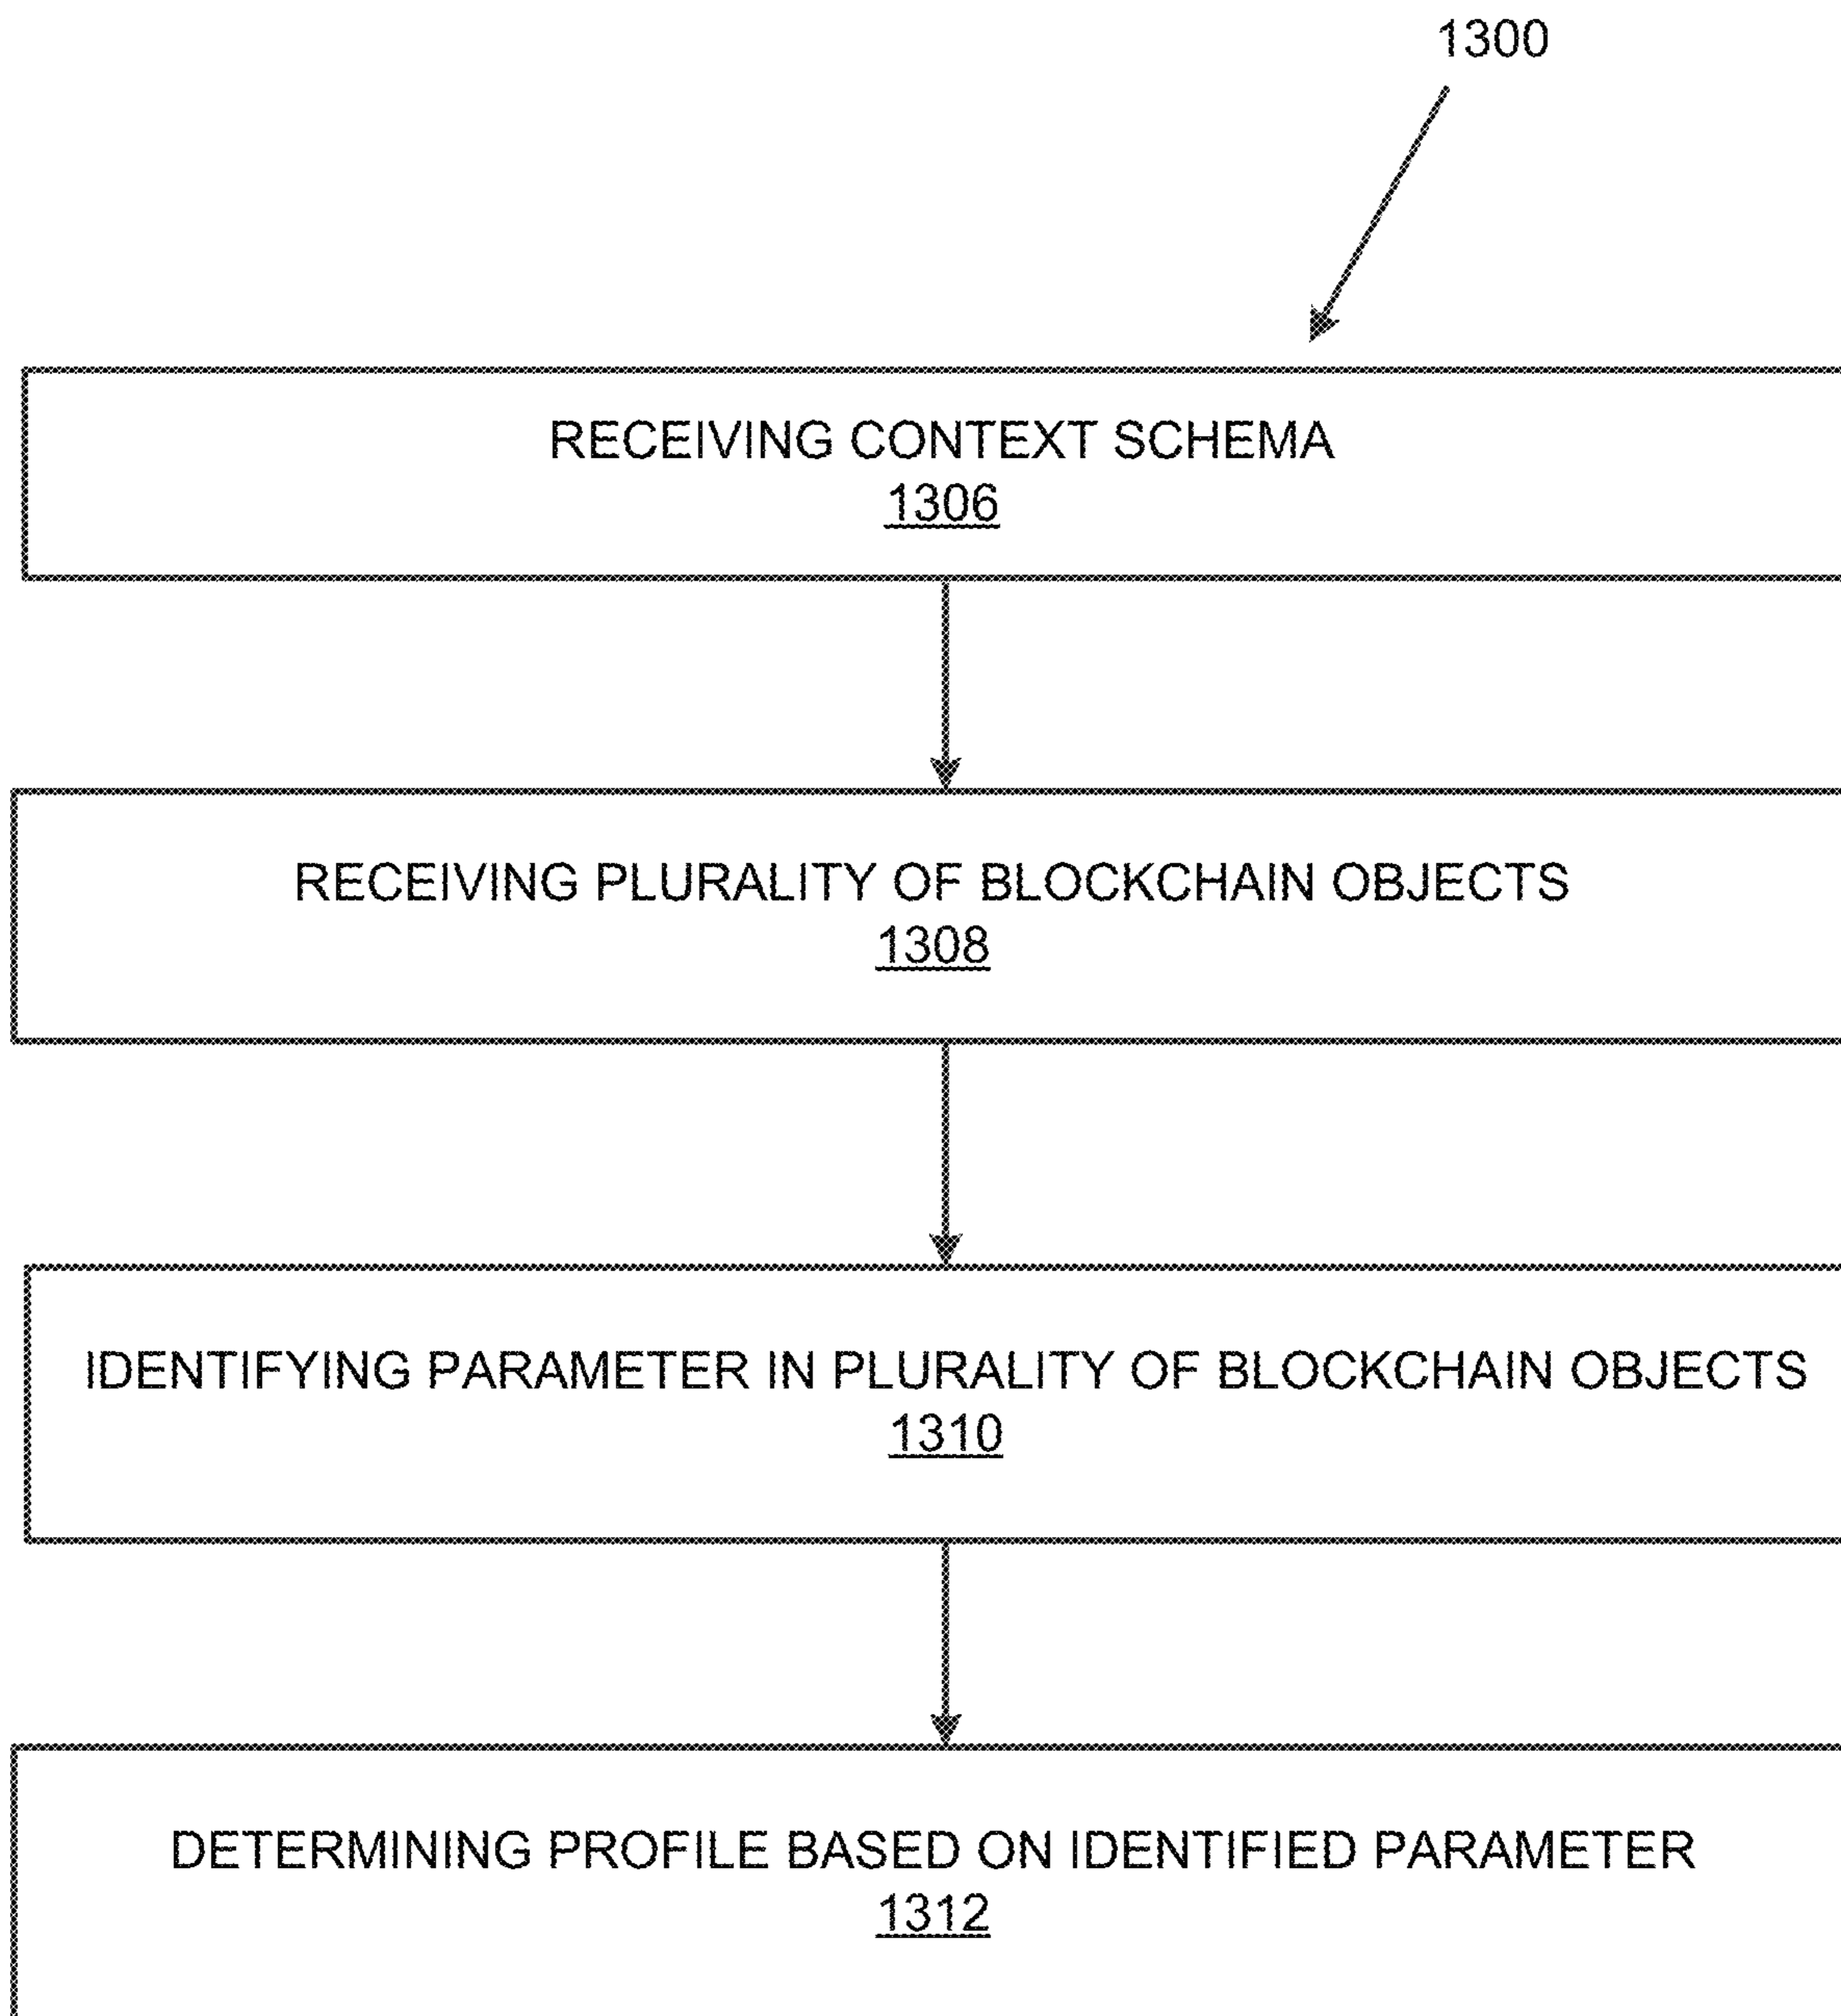 1300
RECEIVING CONTEXT SCHEMA
1306
RECEIVING PLURALITY OF BLOCKCHAIN OBJECTS
1308
IDENTIFYING PARAMETER IN PLURALITY OF BLOCKCHAIN OBJECTS
1310
DETERMINING PROFILE BASED ON IDENTIFIED PARAMETER
1312